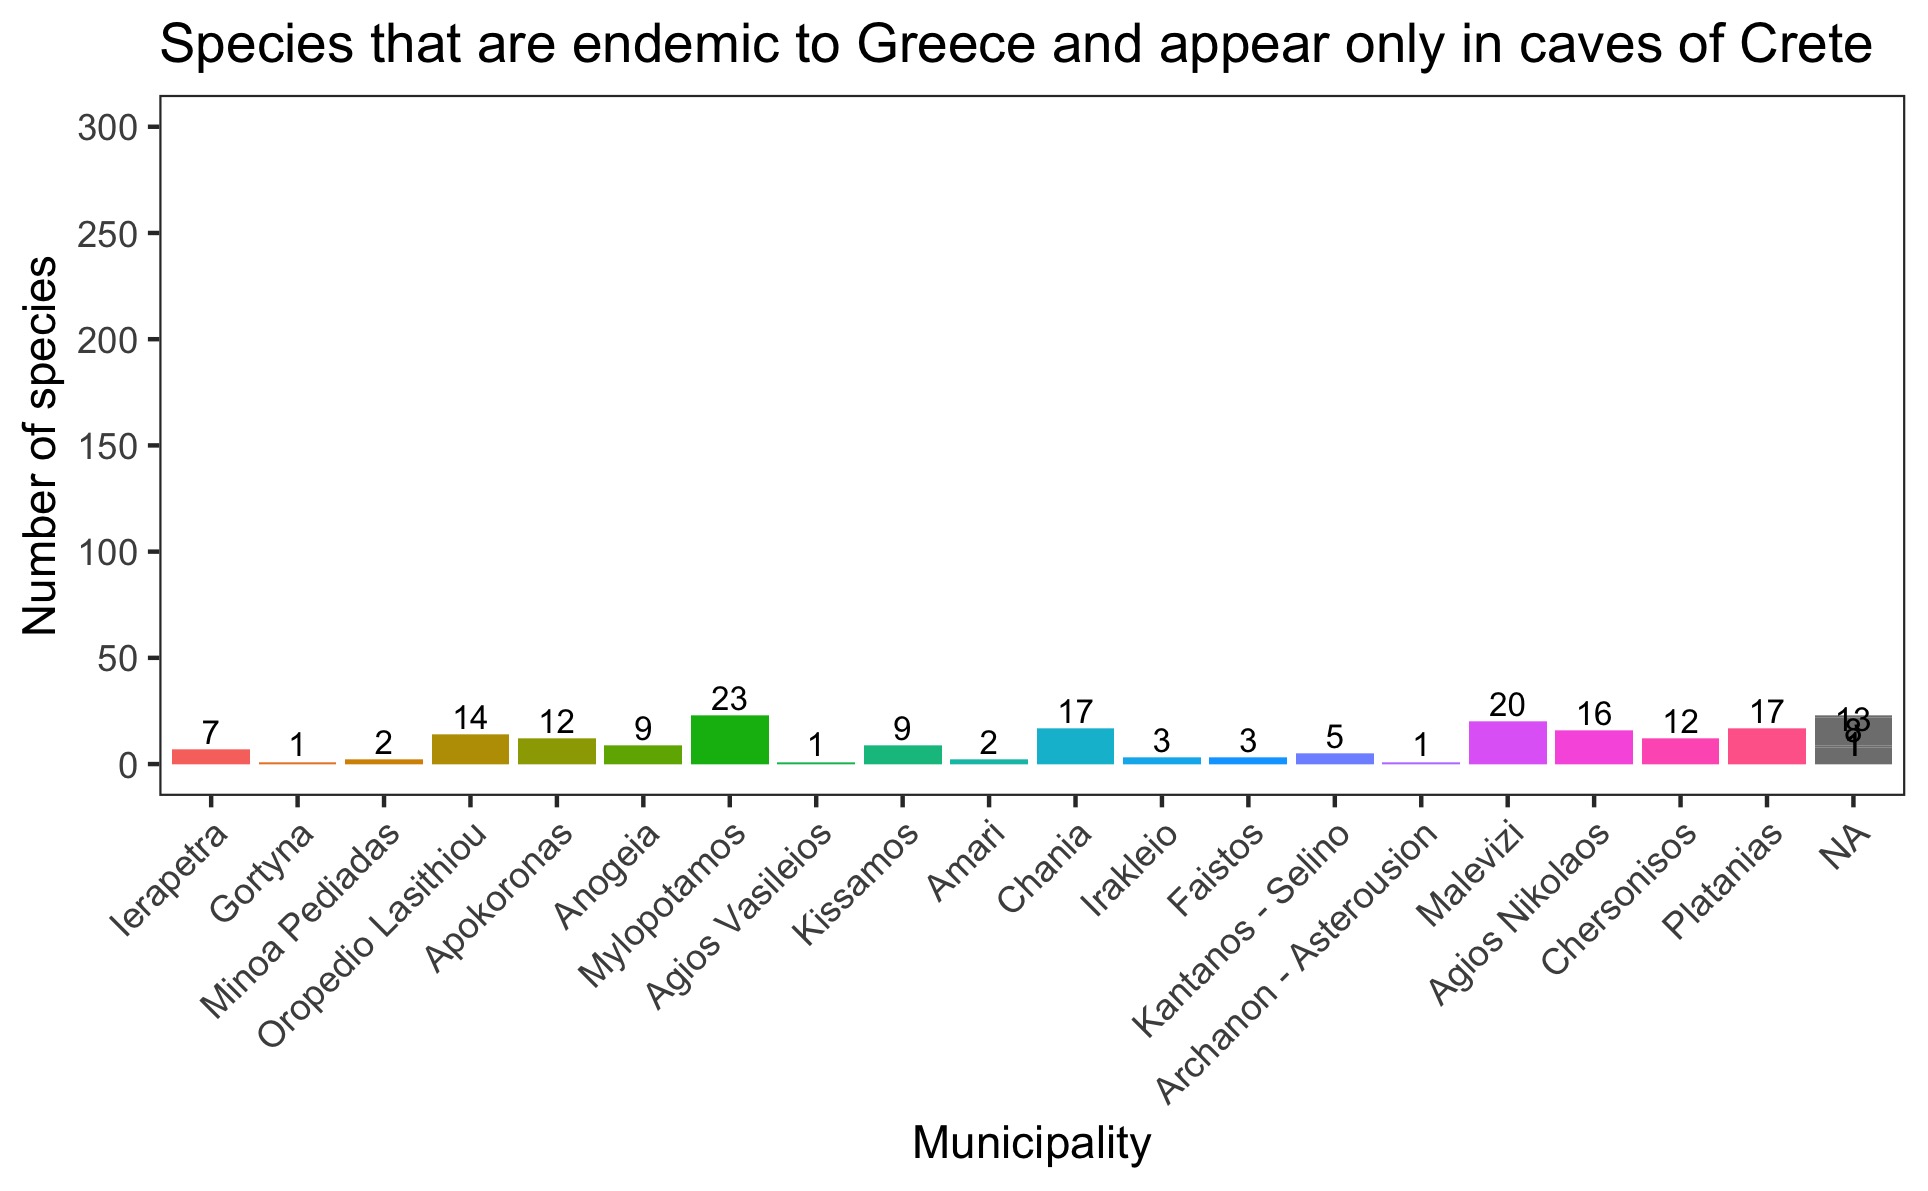 Species that are endemic to Greece and appear only in caves of Crete
Number of species
300
250
200
150
100
50
0
7
1
2
14
12
9
23
1
9
2
17
3
3
5
1
20
16
12
17
13
8
1
Ierapetra
Gortyna
Minoa Pediadas
Oropedio Lasithiou
Apokoronas
Anogeia
Mylopotamos
Agios Vasileios
Kissamos
Amari
Chania
Irakleio
Faistos
Kantanos - Selino
Archanon - Asterousion
Malevizi
Agios Nikolaos
Chersonisos
Platanias
NA
Municipality